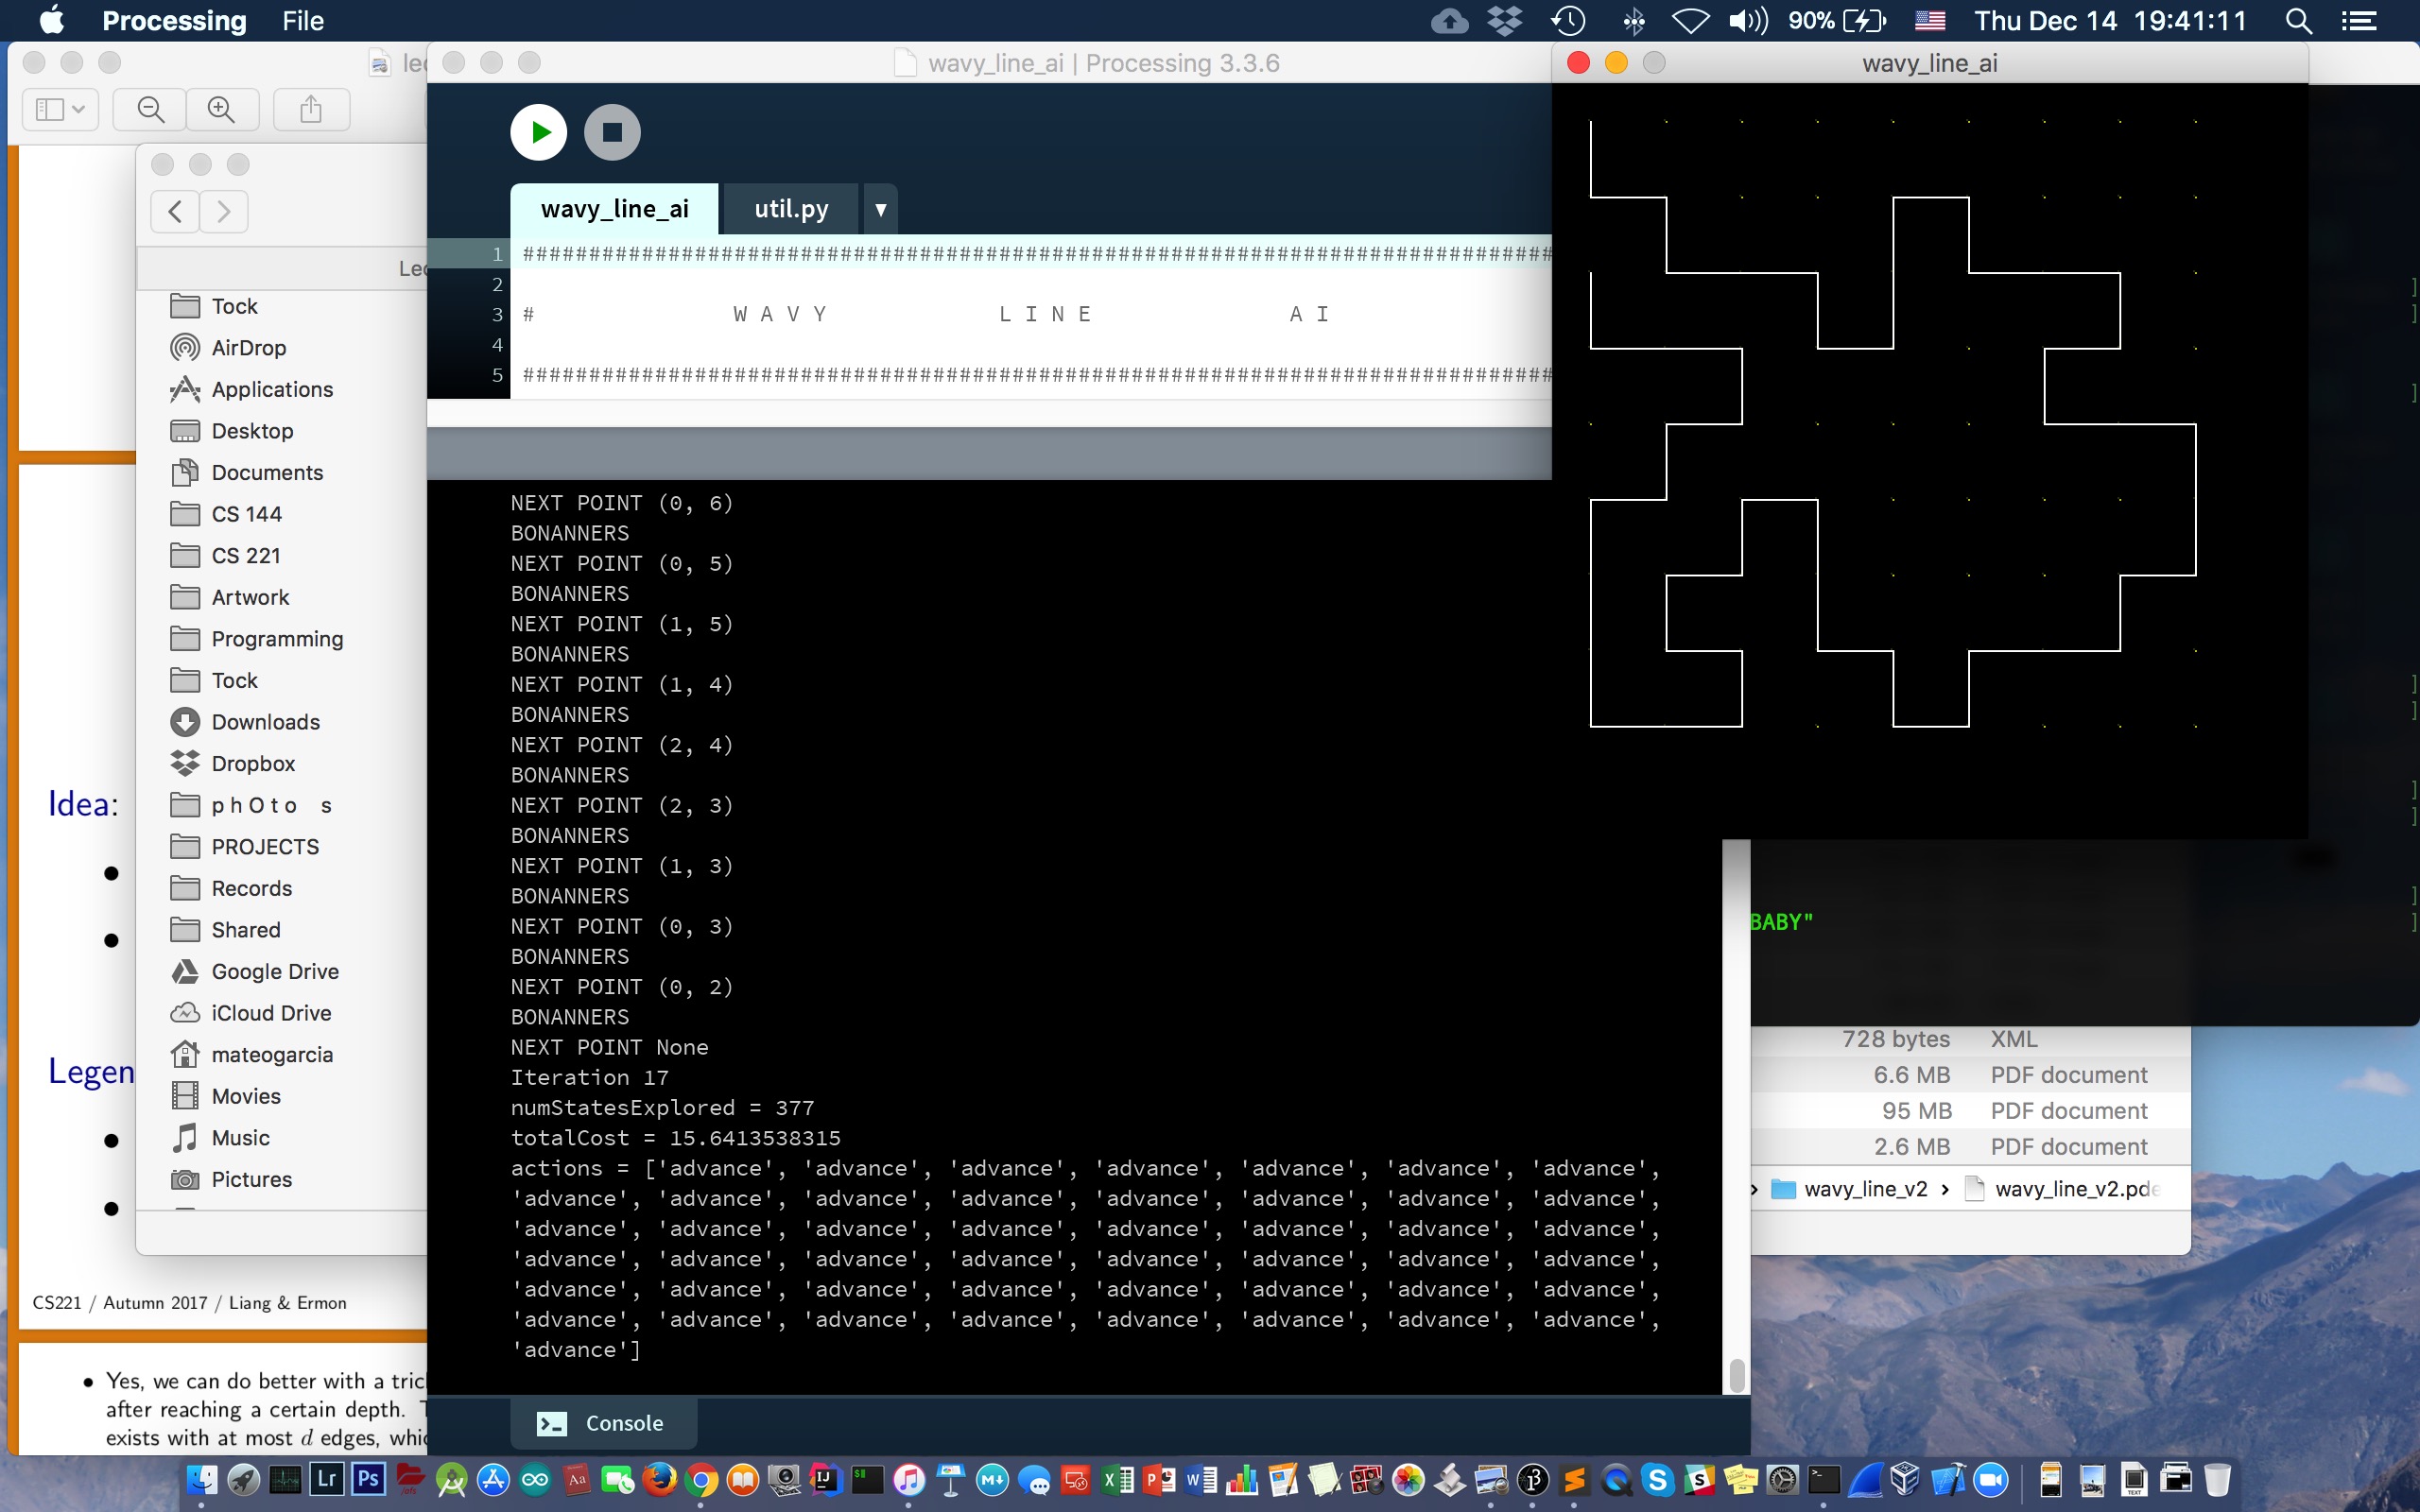 Processing File 90% Thu Dec 14 19:41:11
wavy_line_ai | Processing 3.3.6
wavy_line_ai
wavy_line_ai util.py ▼
1 ##############################################################################
2
3 # W A V Y L I N E A I
4
5 ##############################################################################
Tock
AirDrop
Applications
Desktop
Documents
CS 144
CS 221
Artwork
Programming
Tock
Downloads
Dropbox
p h O t o s
PROJECTS
Records
Shared
Google Drive
iCloud Drive
mateogarcia
Movies
Music
Pictures
Idea:
Legen
CS221 / Autumn 2017 / Liang & Ermon
• Yes, we can do better with a tric
after reaching a certain depth.
exists with at most d edges, whic
NEXT POINT (0, 6)
BONANNERS
NEXT POINT (0, 5)
BONANNERS
NEXT POINT (1, 5)
BONANNERS
NEXT POINT (1, 4)
BONANNERS
NEXT POINT (2, 4)
BONANNERS
NEXT POINT (2, 3)
BONANNERS
NEXT POINT (1, 3)
BONANNERS
NEXT POINT (0, 3)
BONANNERS
NEXT POINT (0, 2)
BONANNERS
NEXT POINT None
Iteration 17
numStatesExplored = 377
totalCost = 15.6413538315
actions = ['advance', 'advance', 'advance', 'advance', 'advance', 'advance', 'advance',
'advance', 'advance', 'advance', 'advance', 'advance', 'advance', 'advance', 'advance',
'advance', 'advance', 'advance', 'advance', 'advance', 'advance', 'advance', 'advance',
'advance', 'advance', 'advance', 'advance', 'advance', 'advance', 'advance', 'advance',
'advance', 'advance', 'advance', 'advance', 'advance', 'advance', 'advance', 'advance',
'advance', 'advance', 'advance', 'advance', 'advance', 'advance', 'advance', 'advance',
'advance']
Console
BABY"
728 bytes XML
6.6 MB PDF document
95 MB PDF document
2.6 MB PDF document
wavy_line_v2 › wavy_line_v2.pde
Lr Ps